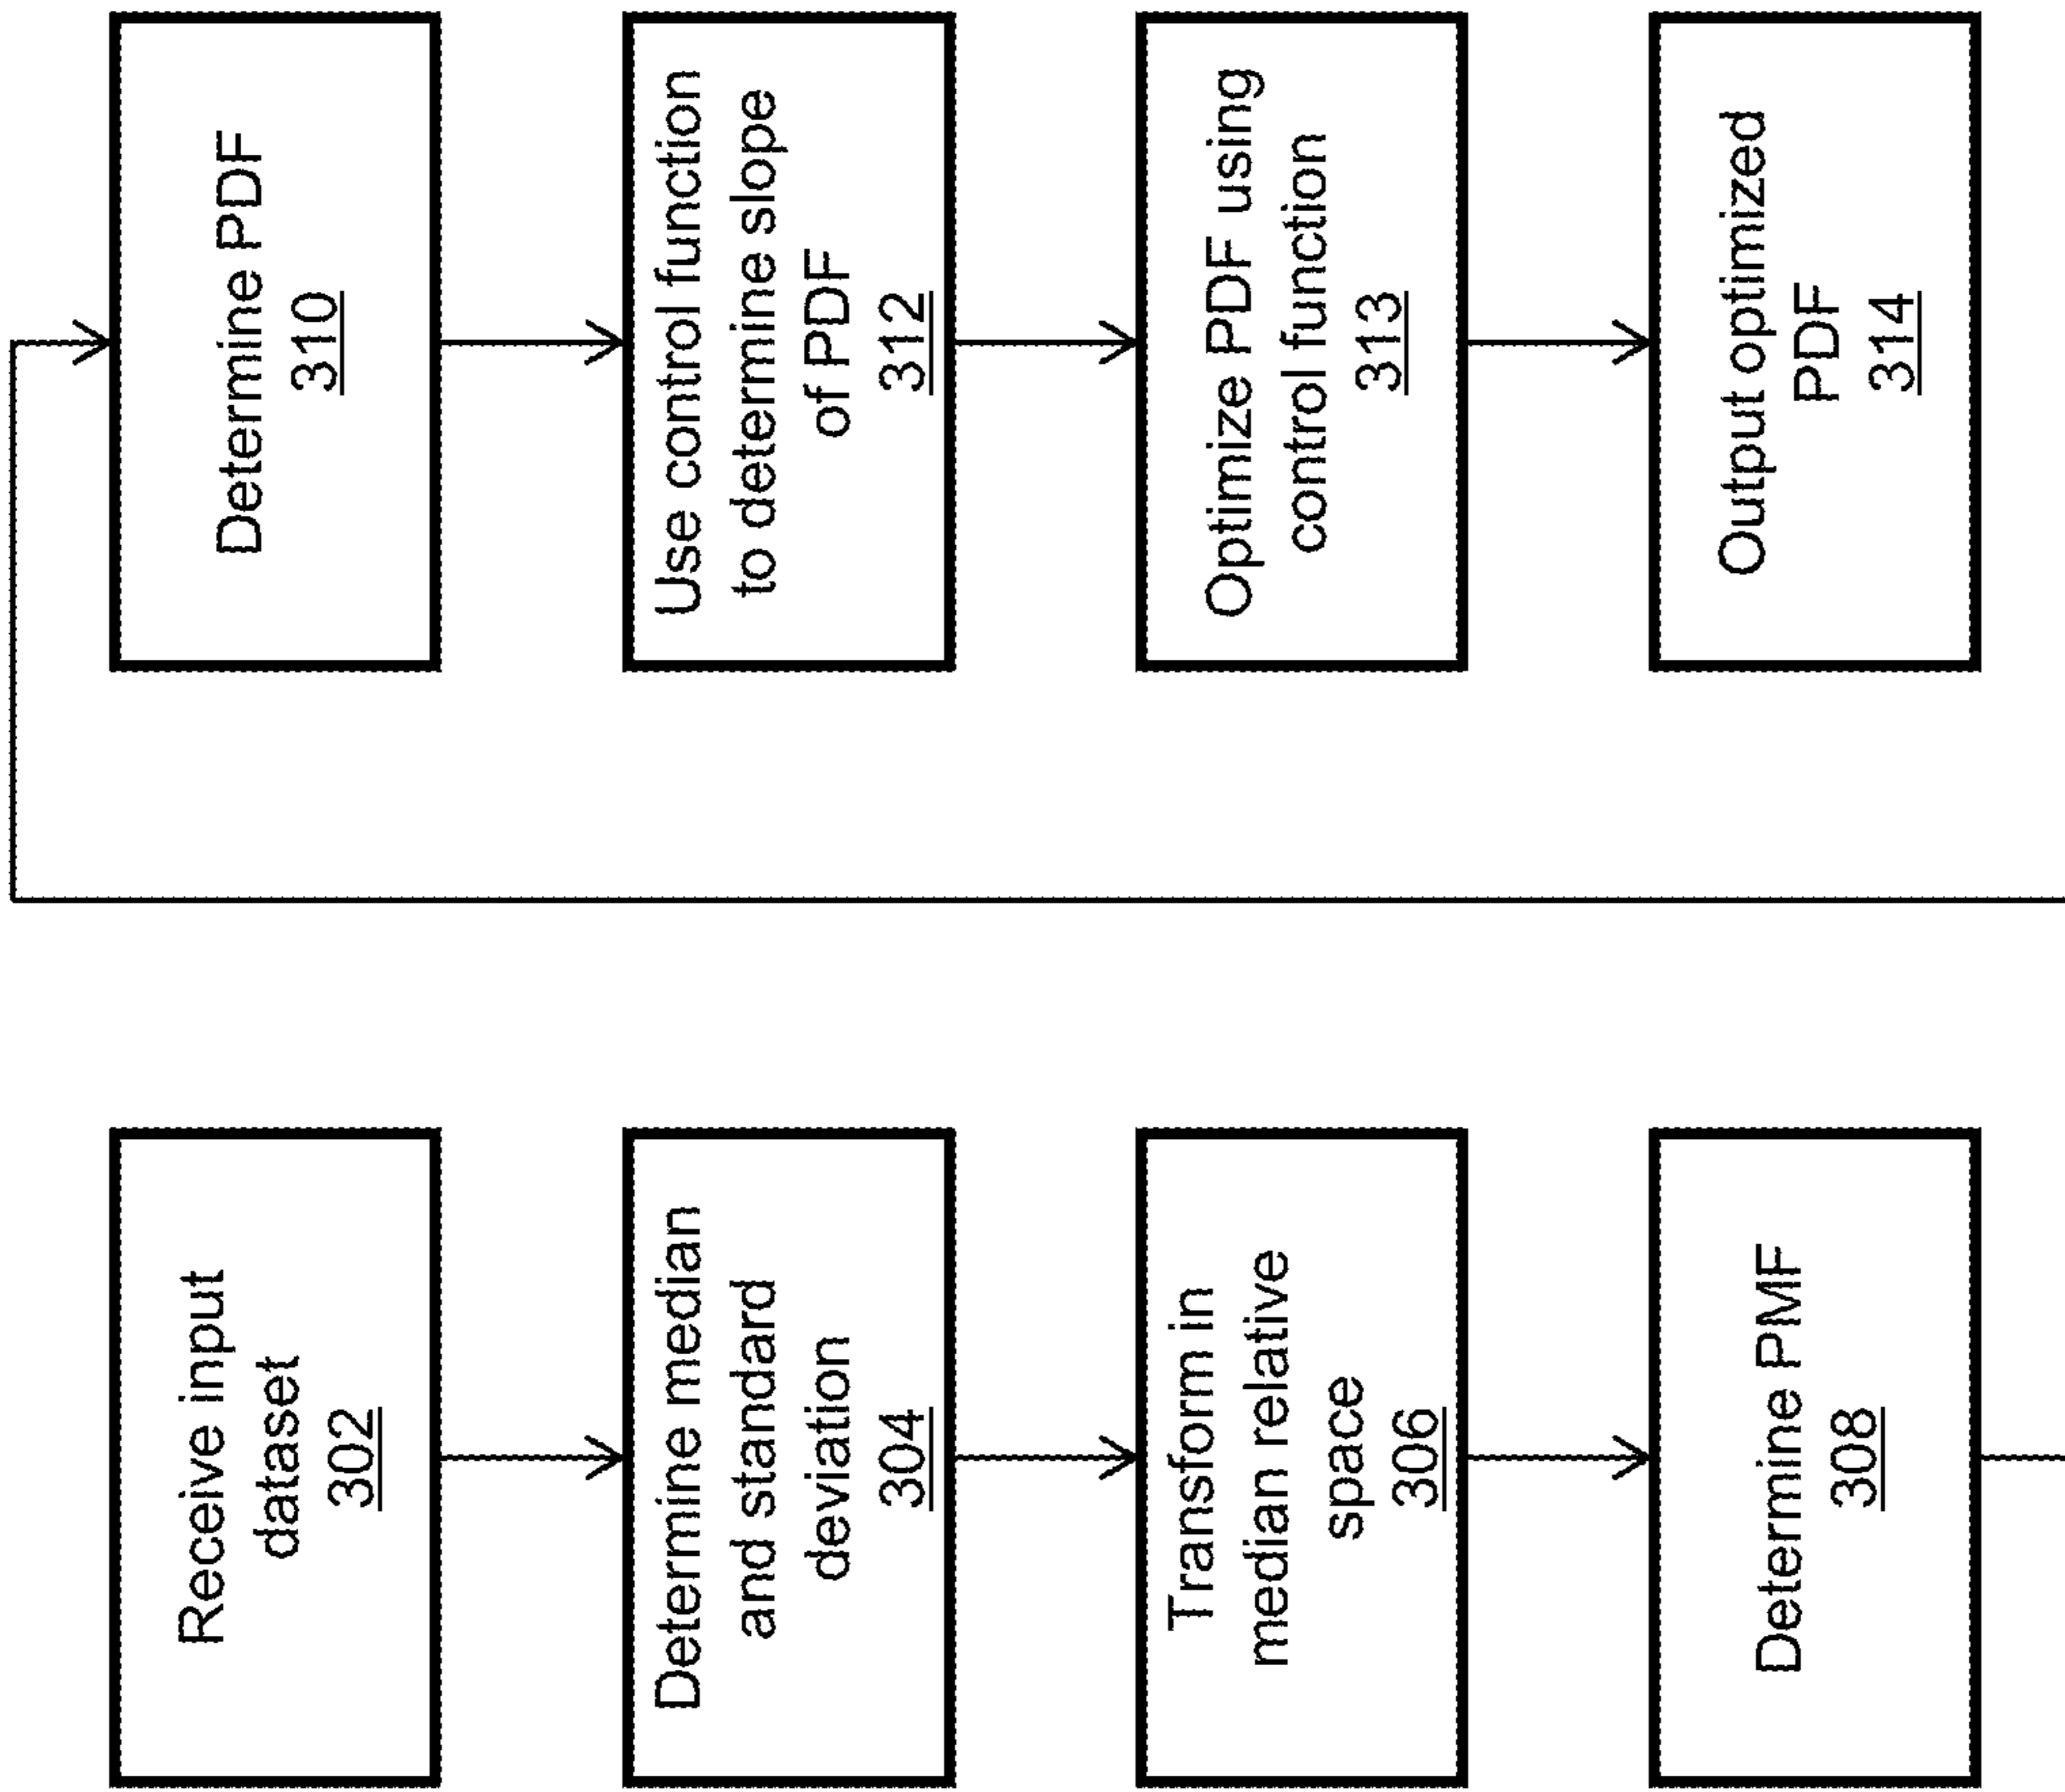 Receive input
dataset
302
Determine median
and standard
deviation
304
Transform in
median relative
space
306
Determine PMF
308
Determine PDF
310
Use control function
to determine slope
of PDF
312
Optimize PDF using
control function
313
Output optimized
PDF
314